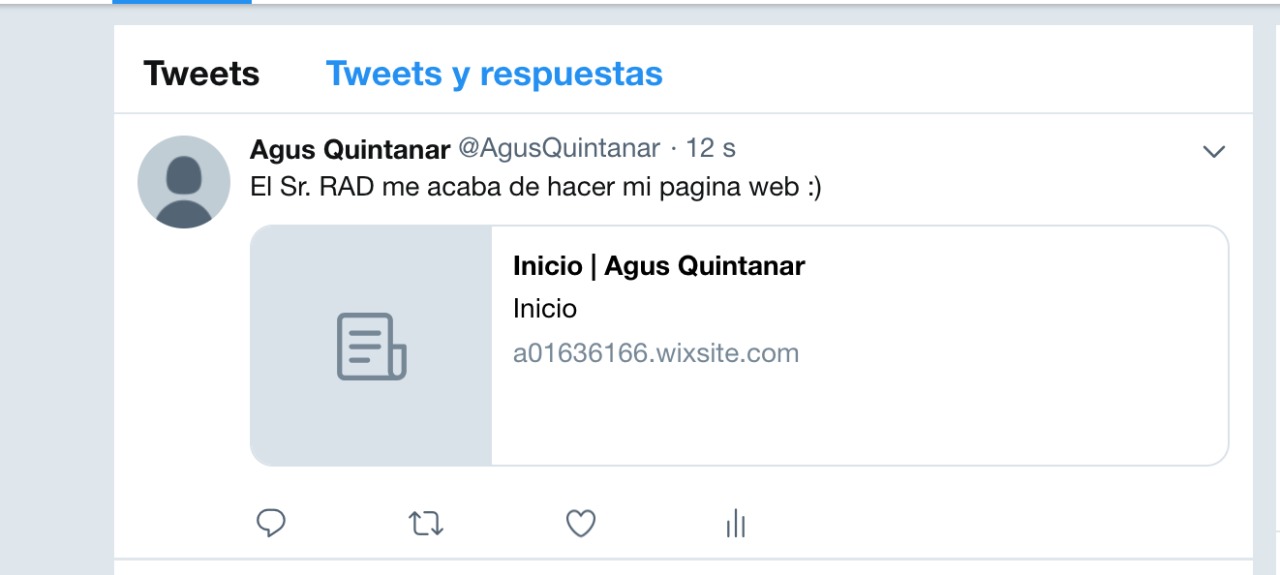 Tweets Tweets y respuestas
Agus Quintanar @AgusQuintanar · 12 s
El Sr. RAD me acaba de hacer mi pagina web :)
Inicio | Agus Quintanar
Inicio
a01636166.wixsite.com